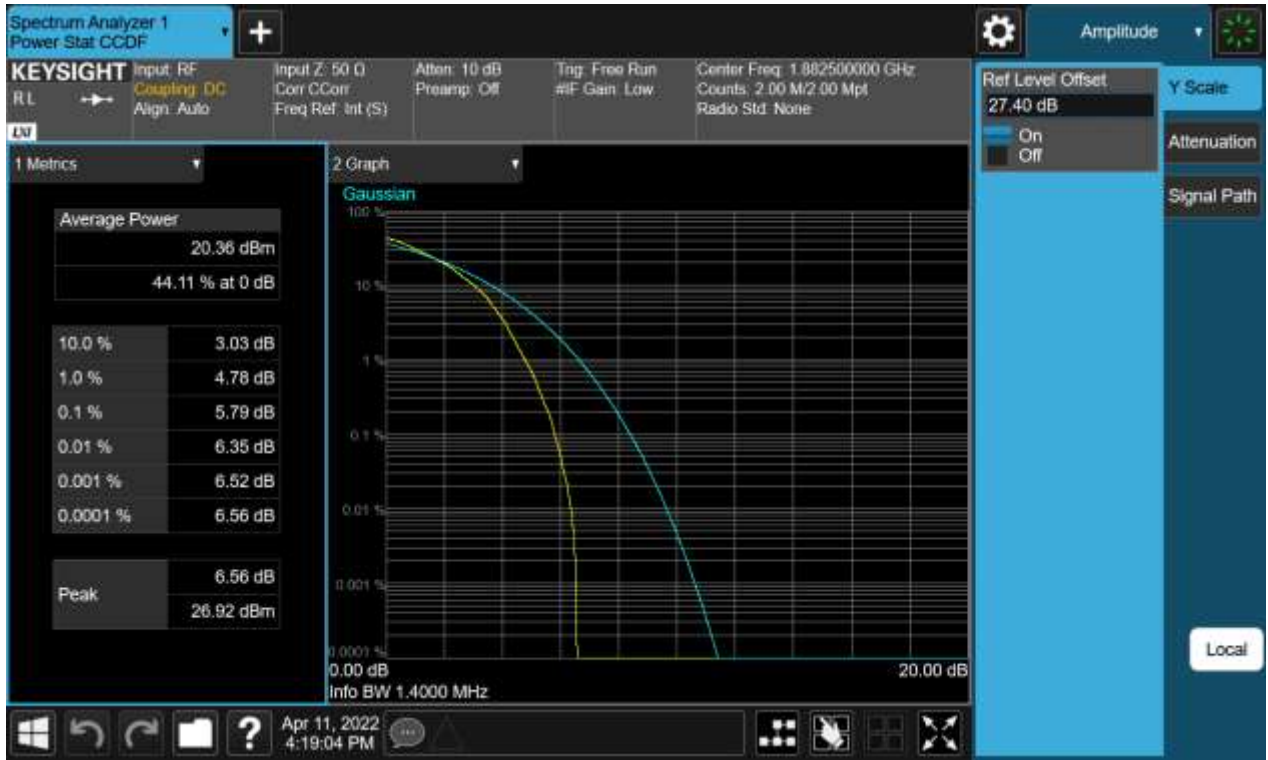 Spectrum Analyzer 1
Power Stat CCDF
+
Amplitude
KEYSIGHT
RL
LXI
Input: RF
Coupling: DC
Align: Auto
Input Z: 50 Ω
Corr CCorr
Freq Ref: Int (S)
Atten: 10 dB
Preamp: Off
Trig: Free Run
#IF Gain: Low
Center Freq: 1.882500000 GHz
Counts: 2.00 M/2.00 Mpt
Radio Std: None
Ref Level Offset
27.40 dB
On
Off
Y Scale
Attenuation
Signal Path
Local
1 Metrics
Average Power
20.36 dBm
44.11 % at 0 dB
10.0 % 3.03 dB
1.0 % 4.78 dB
0.1 % 5.79 dB
0.01 % 6.35 dB
0.001 % 6.52 dB
0.0001 % 6.56 dB
Peak 6.56 dB
26.92 dBm
2 Graph
Gaussian
100 %
10 %
1 %
0.1 %
0.01 %
0.001 %
0.0001 %
0.00 dB 20.00 dB
Info BW 1.4000 MHz
?
Apr 11, 2022
4:19:04 PM